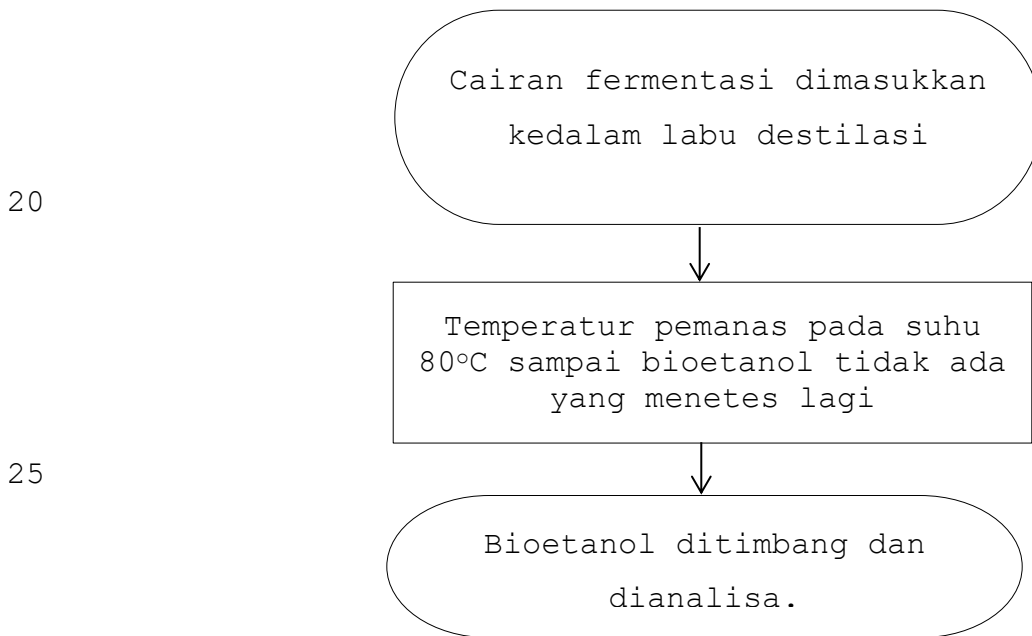 Cairan fermentasi dimasukkan
kedalam labu destilasi
20
Temperatur pemanas pada suhu
80°C sampai bioetanol tidak ada
yang menetes lagi
25
Bioetanol ditimbang dan
dianalisa.